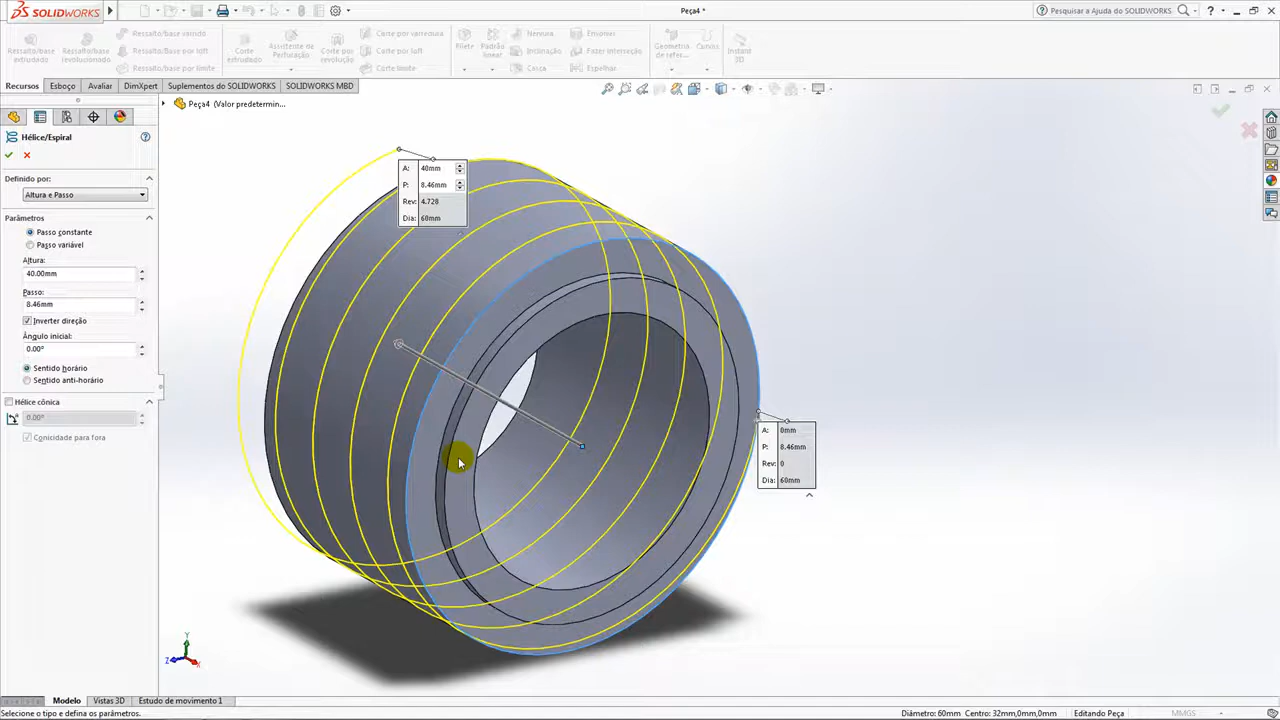 SOLIDWORKS
Peça4 *
Pesquisar a Ajuda do SOLIDWORKS
?
Ressalto/base extrudado
Ressalto/base revolucionado
Ressalto/base varrido
Ressalto/base por loft
Ressalto/base por limite
Corte extrudado
Assistente de Perfuração
Corte por revolução
Corte por varredura
Corte por loft
Corte limite
Filete
Padrão linear
Nervura
Inclinação
Casca
Envolver
Fazer interseção
Espelhar
Geometria de refer...
Curvas
Instant 3D
Recursos
Esboço
Avaliar
DimXpert
Suplementos do SOLIDWORKS
SOLIDWORKS MBD
Peça4 (Valor predetermin...
Hélice/Espiral
Definido por:
Altura e Passo
Parâmetros
Passo constante
Passo variável
Altura:
40.00mm
Passo:
8.46mm
Inverter direção
Ângulo inicial:
0.00°
Sentido horário
Sentido anti-horário
Hélice cônica
0.00°
Conicidade para fora
A: 40mm
P: 8.46mm
Rev: 4.728
Dia: 60mm
A: 0mm
P: 8.46mm
Rev: 0
Dia: 60mm
Y
Z
X
Modelo
Vistas 3D
Estudo de movimento 1
Selecione o tipo e defina os parâmetros.
Diâmetro: 60mm Centro: 32mm,0mm,0mm
Editando Peça
MMGS